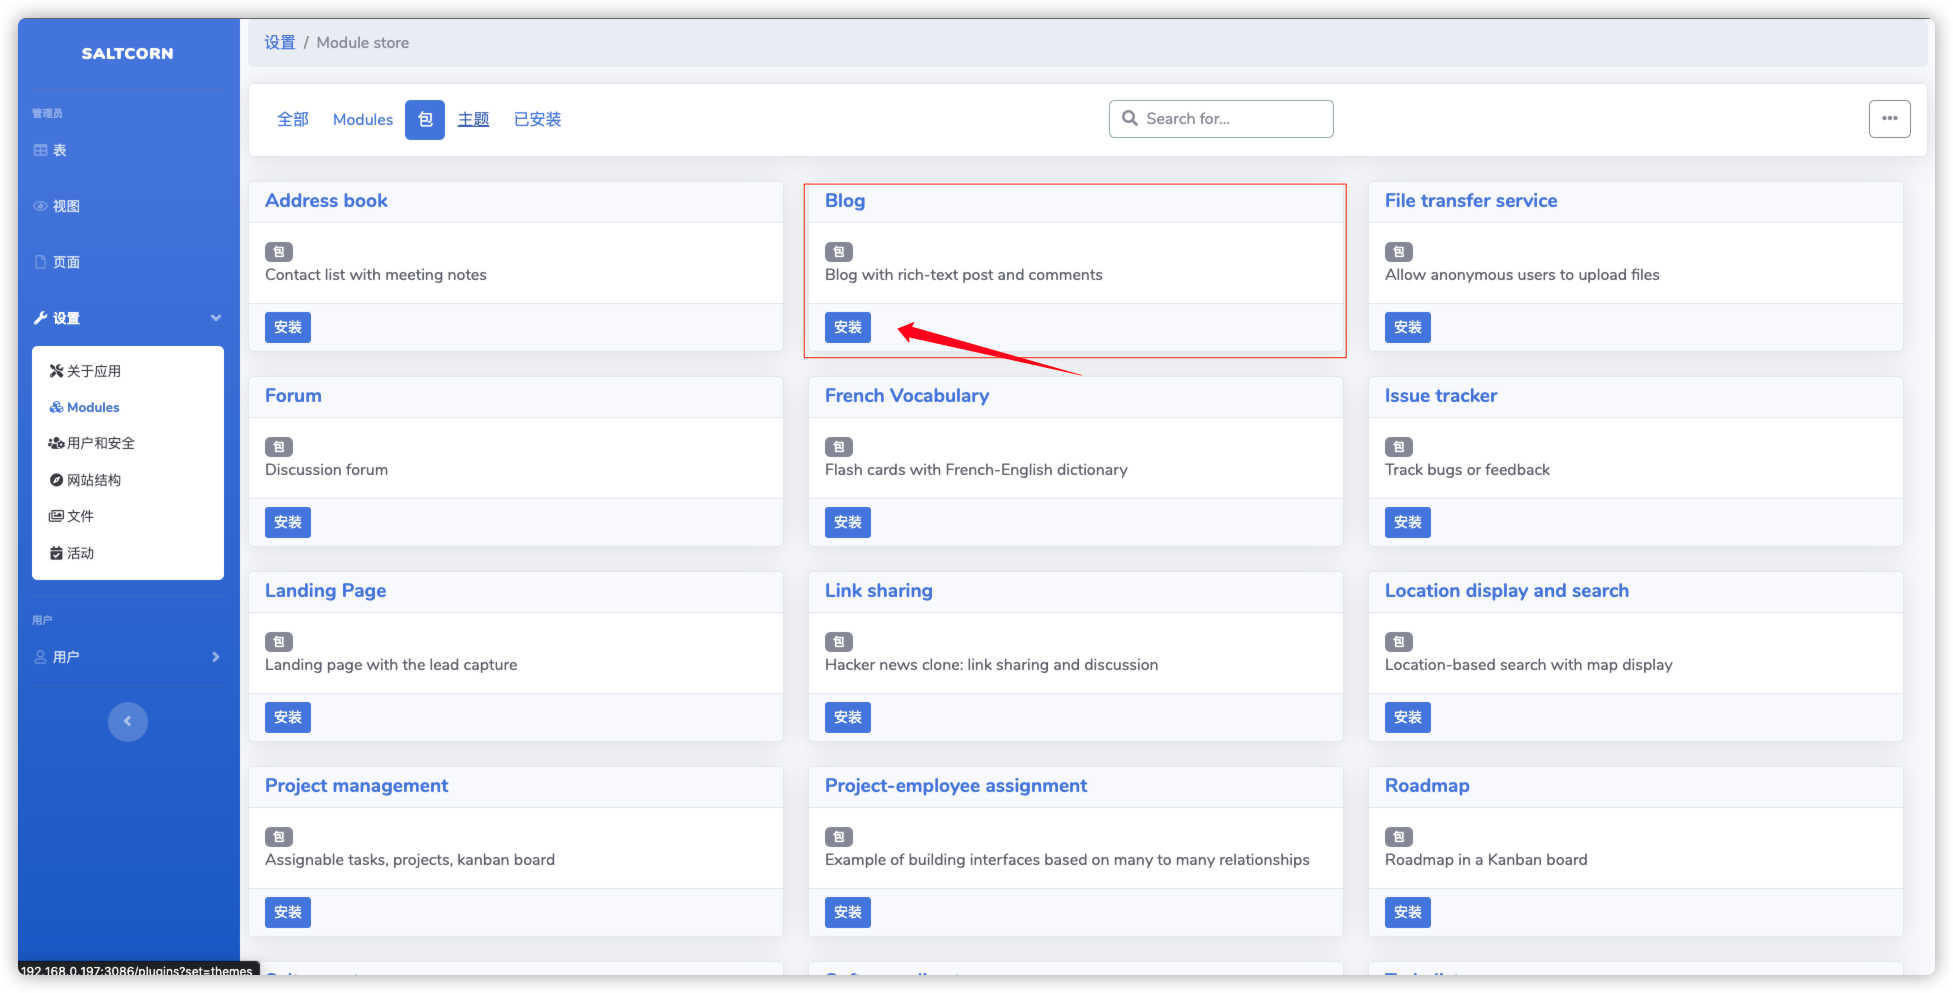 SALTCORN
管理员
表
视图
页面
设置
关于应用
Modules
用户和安全
网站结构
文件
活动
用户
用户
192.168.0.197:3086/plugins?set=themes
设置 / Module store
全部 Modules 包 主题 已安装
Search for...
Address book
包
Contact list with meeting notes
安装
Blog
包
Blog with rich-text post and comments
安装
File transfer service
包
Allow anonymous users to upload files
安装
Forum
包
Discussion forum
安装
French Vocabulary
包
Flash cards with French-English dictionary
安装
Issue tracker
包
Track bugs or feedback
安装
Landing Page
包
Landing page with the lead capture
安装
Link sharing
包
Hacker news clone: link sharing and discussion
安装
Location display and search
包
Location-based search with map display
安装
Project management
包
Assignable tasks, projects, kanban board
安装
Project-employee assignment
包
Example of building interfaces based on many to many relationships
安装
Roadmap
包
Roadmap in a Kanban board
安装